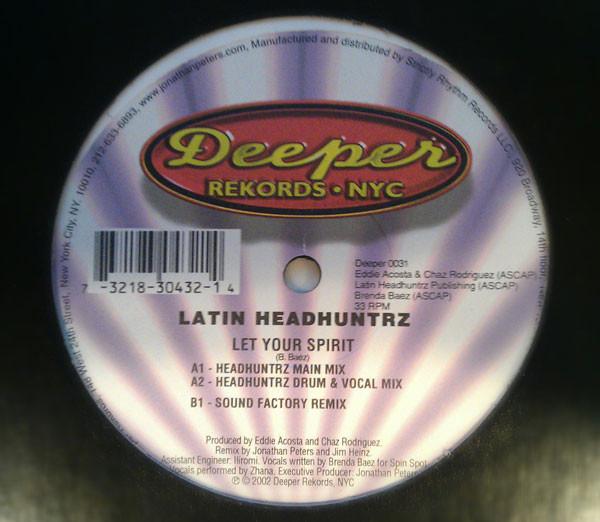 168 West 24th Street, New York City, NY, 10010, 212-633-6893, www.jonathanpeters.com, Manufactured and distributed by Strictly Rhythm Records LLC - 920 Broadway, 14th
Deeper
REKORDS • NYC
7 -3218-30432-1 4
Deeper 0031
Eddie Acosta & Chaz Rodriguez (ASCAP)
Latin Headhuntrz Publishing (ASCAP)
Brenda Baez (ASCAP)
33 RPM
LATIN HEADHUNTRZ
LET YOUR SPIRIT
(B. Baez)
A1 - HEADHUNTRZ MAIN MIX
A2 - HEADHUNTRZ DRUM & VOCAL MIX
B1 - SOUND FACTORY REMIX
Produced by Eddie Acosta and Chaz Rodriguez.
Remix by Jonathan Peters and Jim Heinz.
Assistant Engineer: Hiromi. Vocals written by Brenda Baez for Spin Spot
Vocals performed by Zhana. Executive Producer: Jonathan Peters
℗ © 2002 Deeper Records, NYC